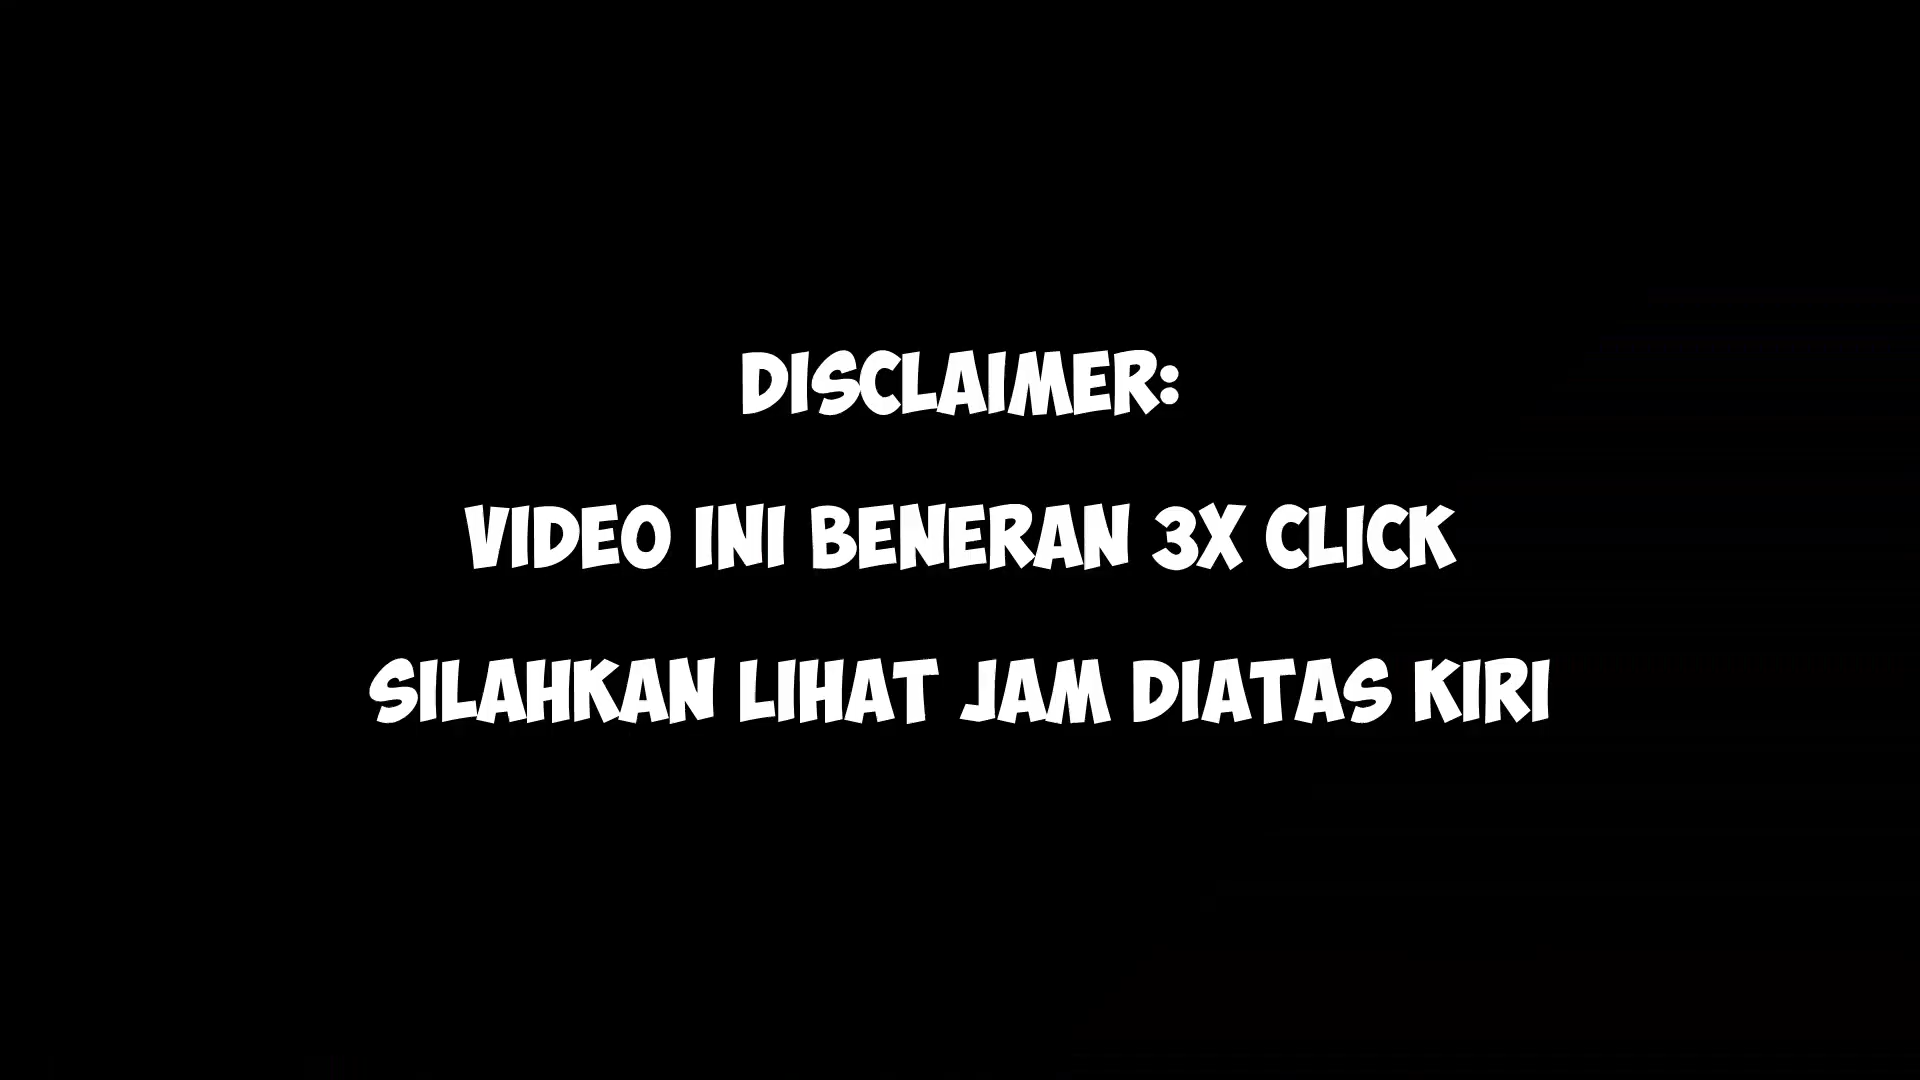 DISCLAIMER:
VIDEO INI BENERAN 3X CLICK
SILAHKAN LIHAT JAM DIATAS KIRI